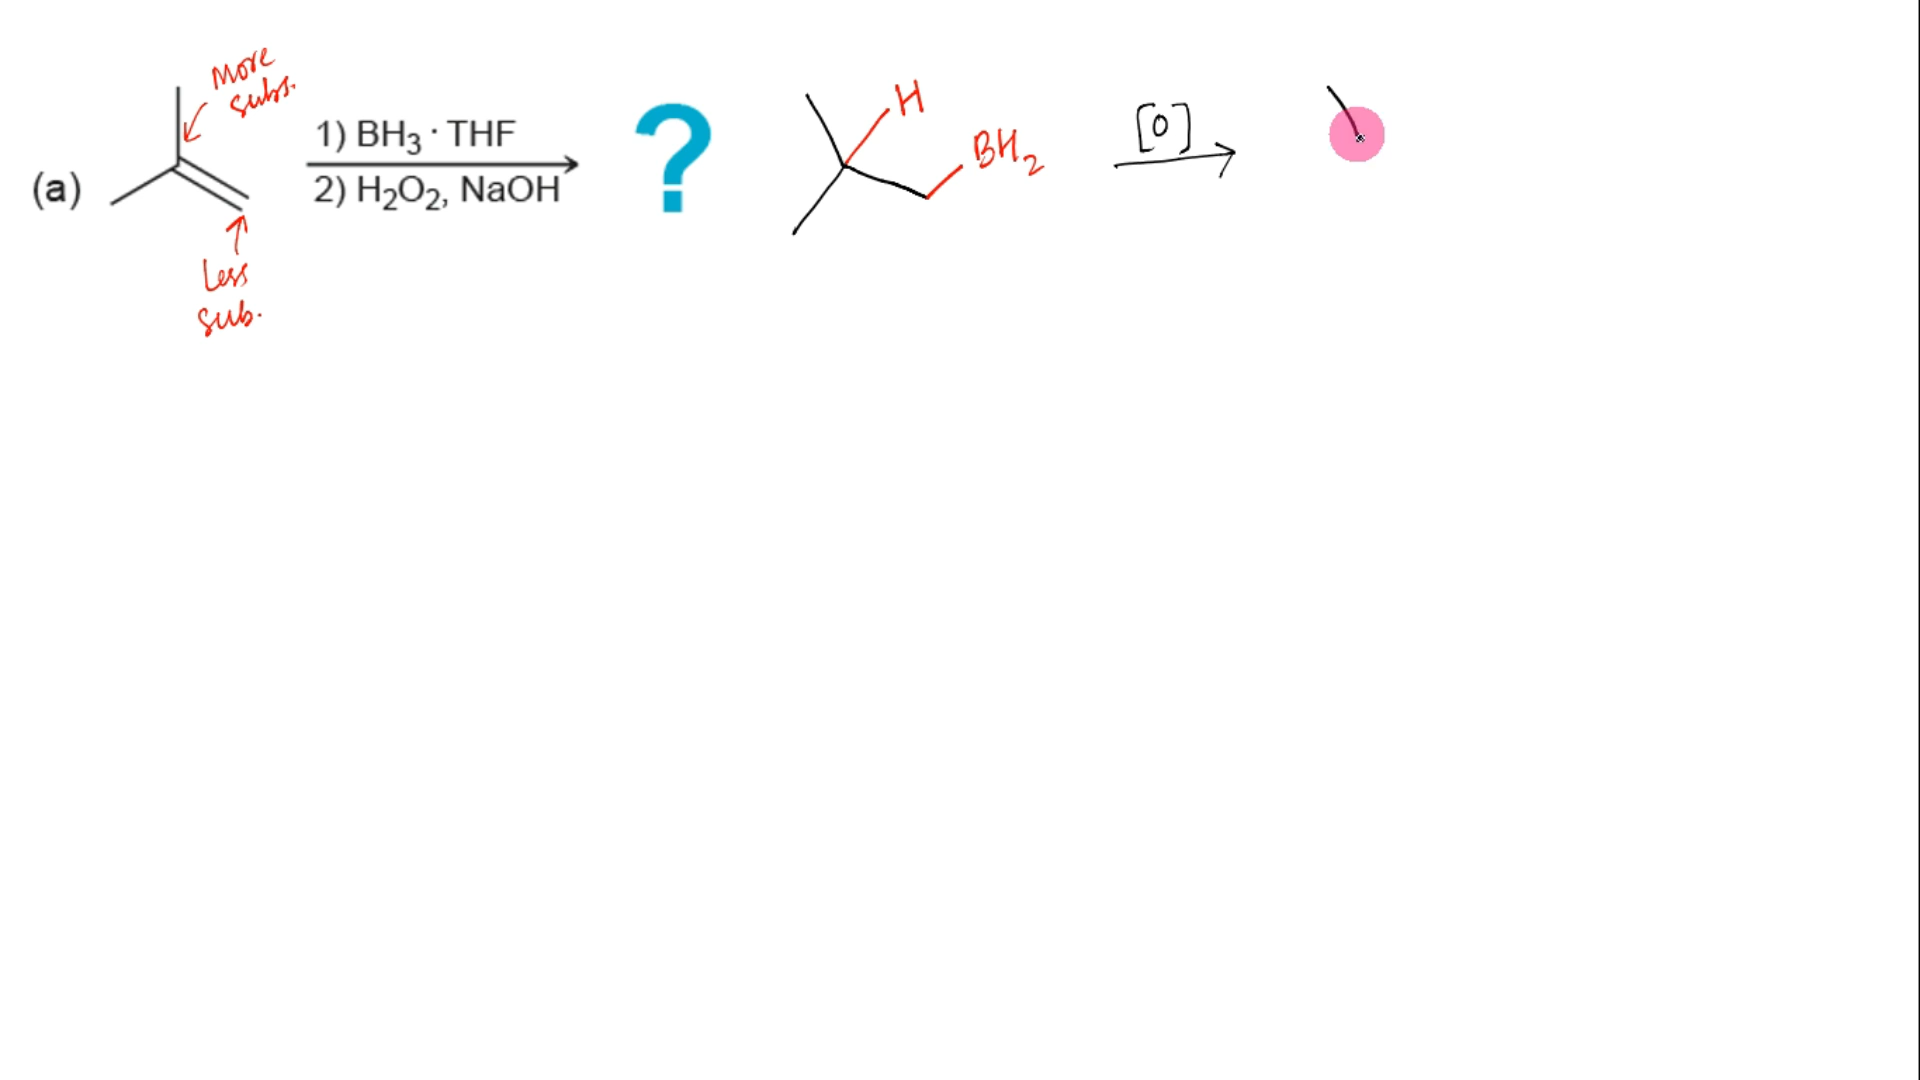 More
subs.
(a)
1) BH₃ · THF
2) H₂O₂, NaOH
?
H
BH₂
[O]
Less
sub.